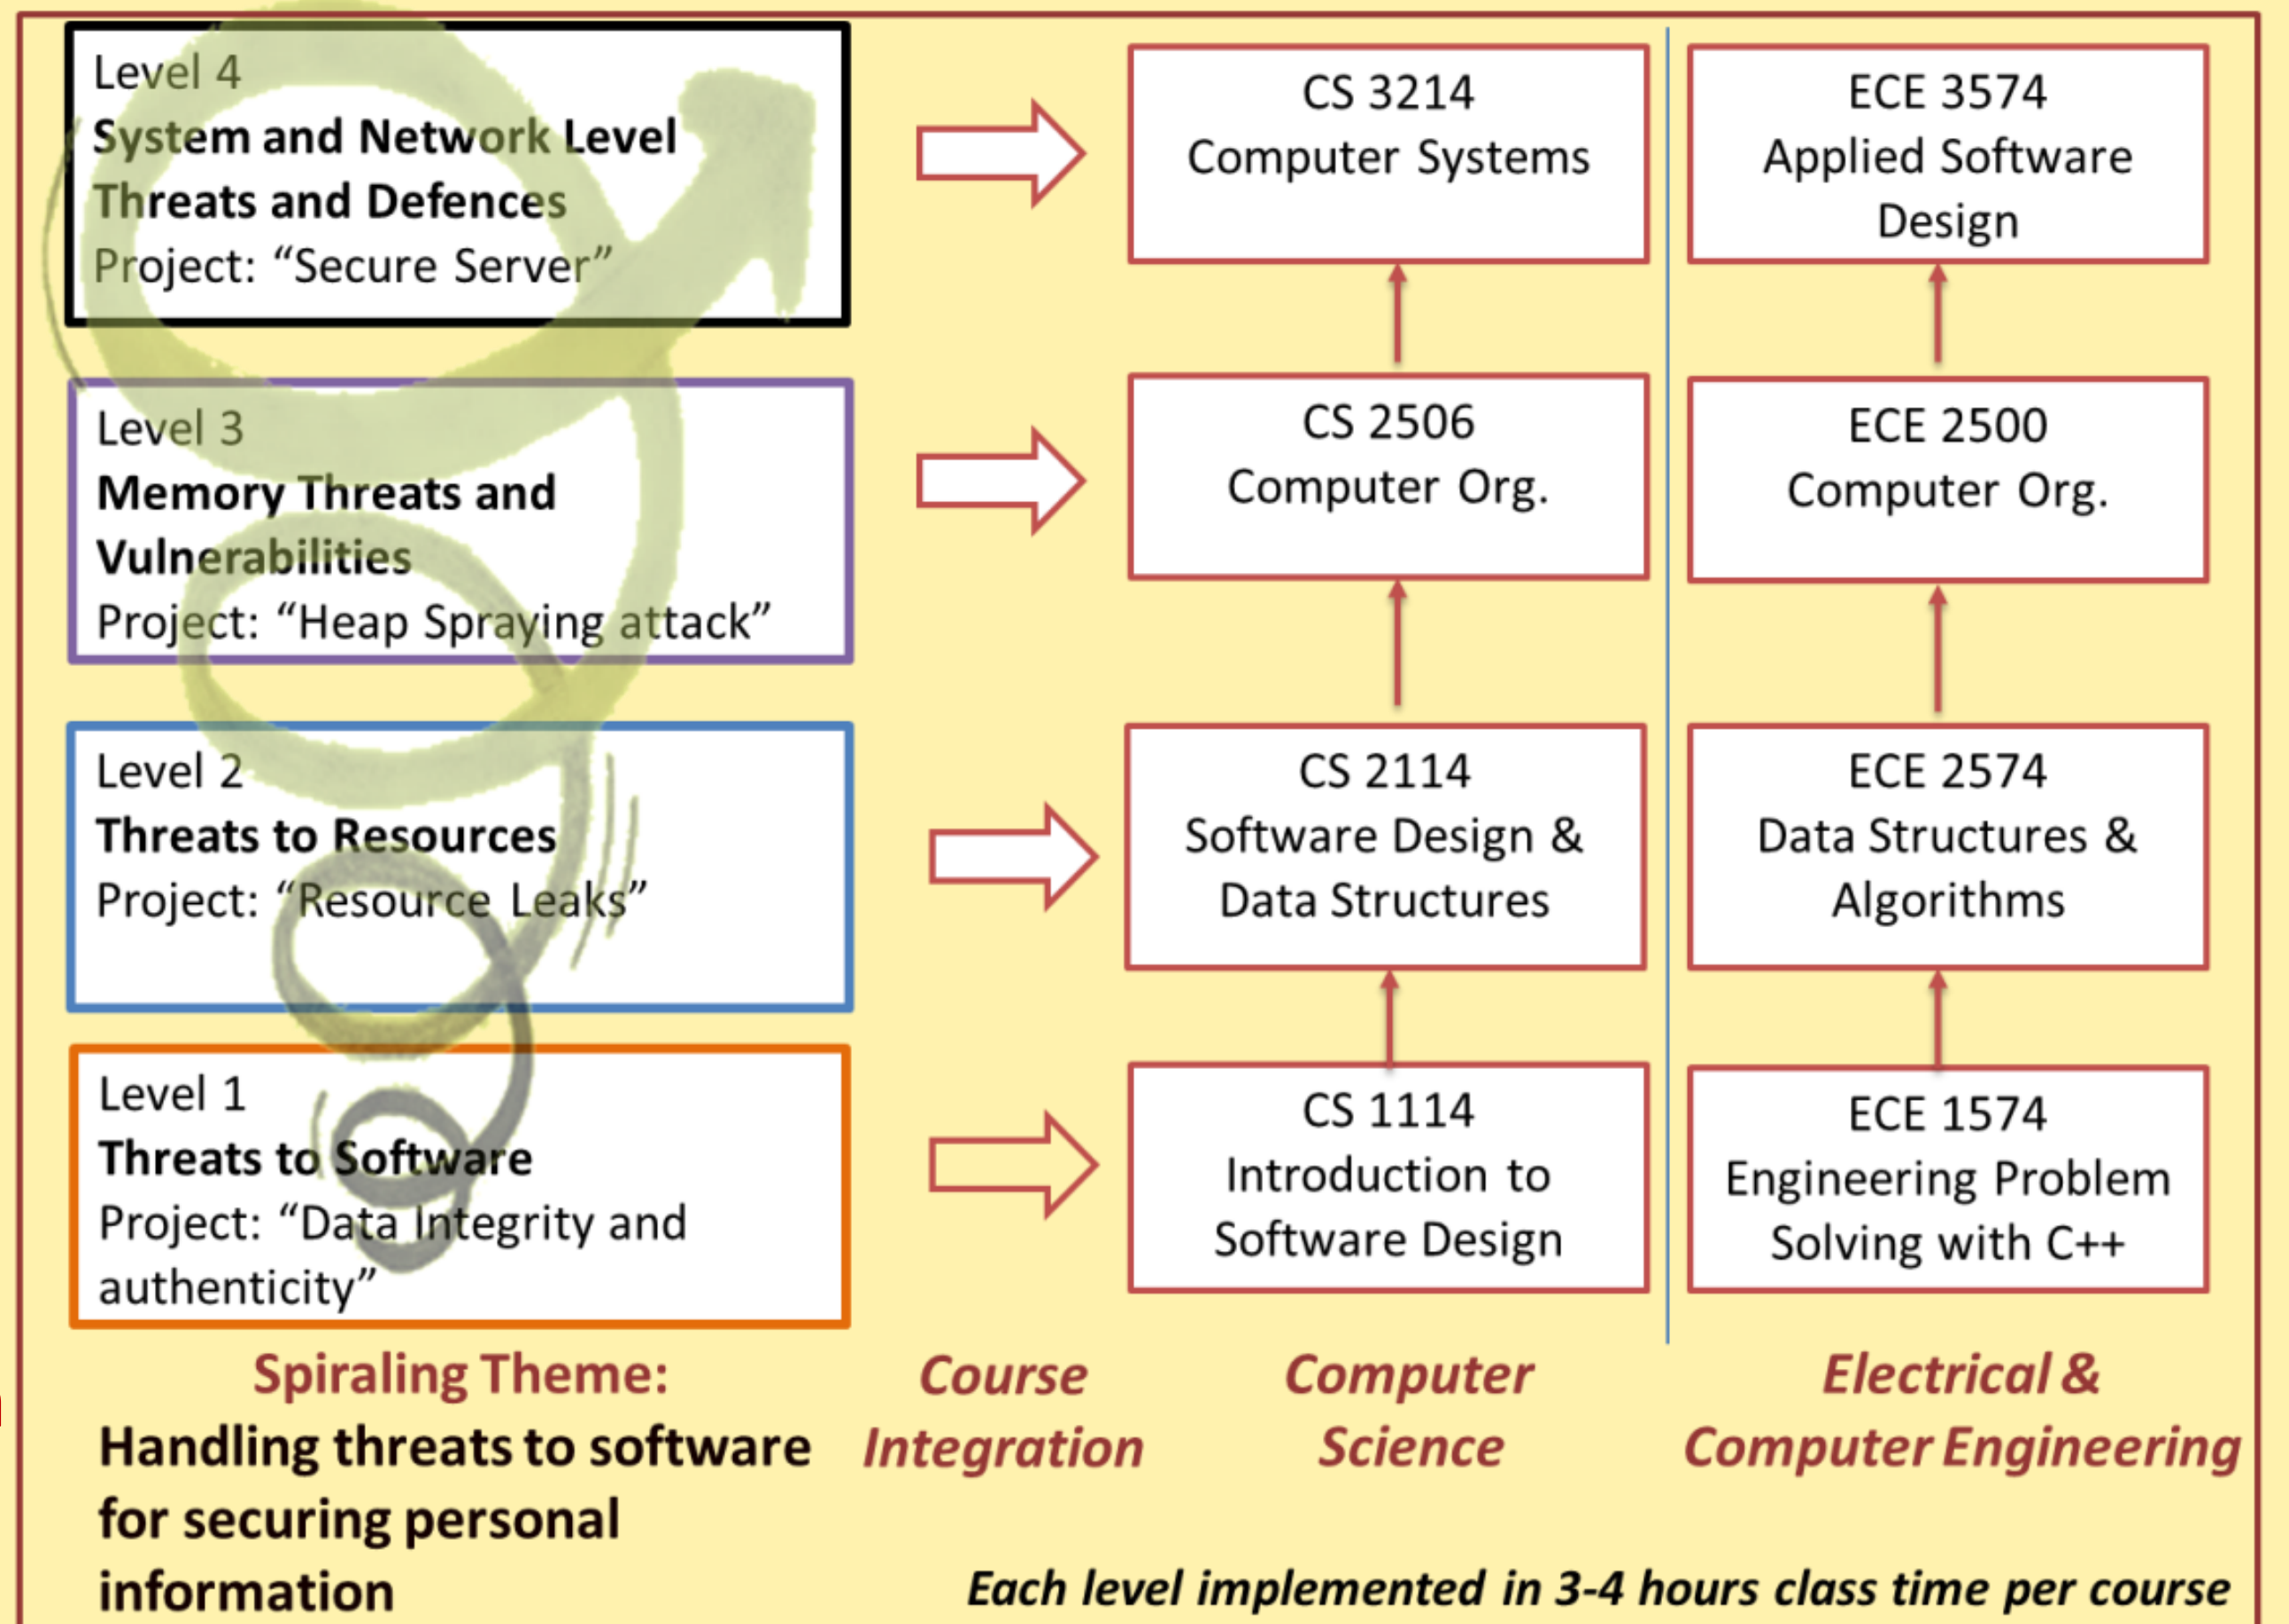 Level 4
System and Network Level
Threats and Defences
Project: “Secure Server”
CS 3214
Computer Systems
ECE 3574
Applied Software
Design
Level 3
Memory Threats and
Vulnerabilities
Project: “Heap Spraying attack”
CS 2506
Computer Org.
ECE 2500
Computer Org.
Level 2
Threats to Resources
Project: “Resource Leaks”
CS 2114
Software Design &
Data Structures
ECE 2574
Data Structures &
Algorithms
Level 1
Threats to Software
Project: “Data Integrity and
authenticity”
CS 1114
Introduction to
Software Design
ECE 1574
Engineering Problem
Solving with C++
Spiraling Theme:
Handling threats to software
for securing personal
information
Course
Integration
Computer
Science
Electrical &
Computer Engineering
Each level implemented in 3-4 hours class time per course